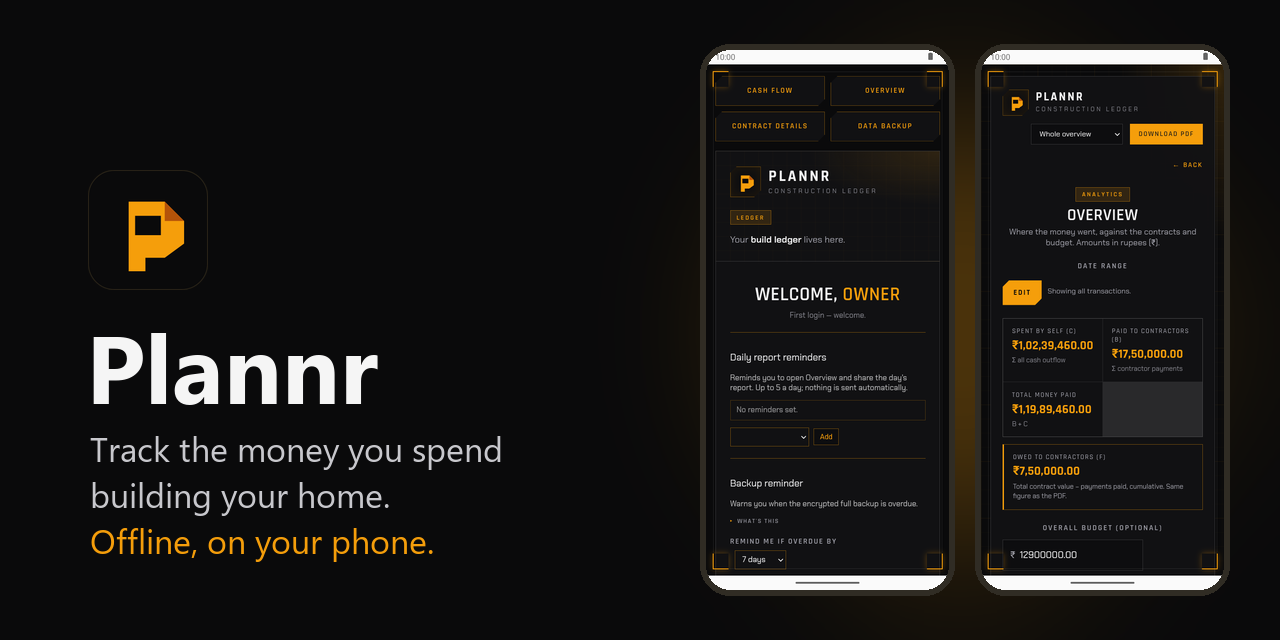 Plannr
Track the money you spend
building your home.
Offline, on your phone.
10:00
CASH FLOW
OVERVIEW
CONTRACT DETAILS
DATA BACKUP
PLANNR
CONSTRUCTION LEDGER
LEDGER
Your build ledger lives here.
WELCOME, OWNER
First login — welcome.
Daily report reminders
Reminds you to open Overview and share the day's
report. Up to 5 a day; nothing is sent automatically.
No reminders set.
Add
Backup reminder
Warns you when the encrypted full backup is overdue.
WHAT'S THIS
REMIND ME IF OVERDUE BY
7 days
10:00
PLANNR
CONSTRUCTION LEDGER
Whole overview
DOWNLOAD PDF
← BACK
ANALYTICS
OVERVIEW
Where the money went, against the contracts and
budget. Amounts in rupees (₹).
DATE RANGE
EDIT
Showing all transactions.
SPENT BY SELF (C)
₹1,02,39,460.00
Σ all cash outflow
PAID TO CONTRACTORS
(B)
₹17,50,000.00
Σ contractor payments
TOTAL MONEY PAID
₹1,19,89,460.00
B + C
OWED TO CONTRACTORS (F)
₹7,50,000.00
Total contract value – payments paid, cumulative. Same
figure as the PDF.
OVERALL BUDGET (OPTIONAL)
₹ 12900000.00